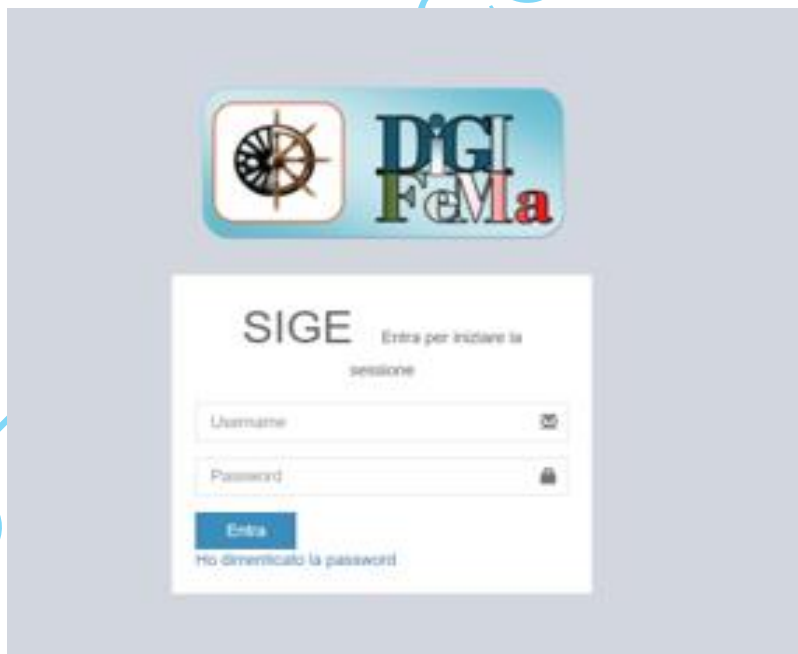 DiGI
FeMa
SIGE Entra per iniziare la
sessione
Username
Password
Entra
Ho dimenticato la password